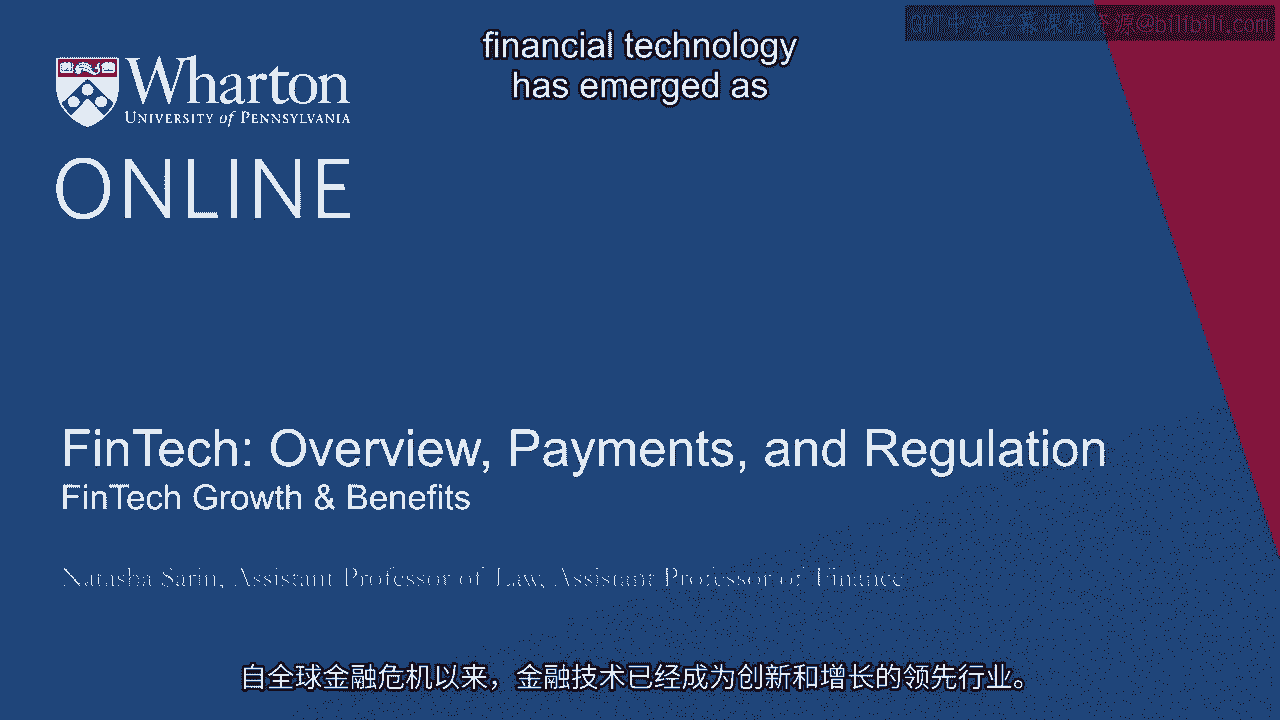 financial technology
has emerged as
GPT中英字幕课程资源@bilibili.com
Wharton
UNIVERSITY of PENNSYLVANIA
ONLINE
FinTech: Overview, Payments, and Regulation
FinTech Growth & Benefits
Natasha Sarin, Assistant Professor of Law, Assistant Professor of Finance
自全球金融危机以来，金融技术已经成为创新和增长的领先行业。